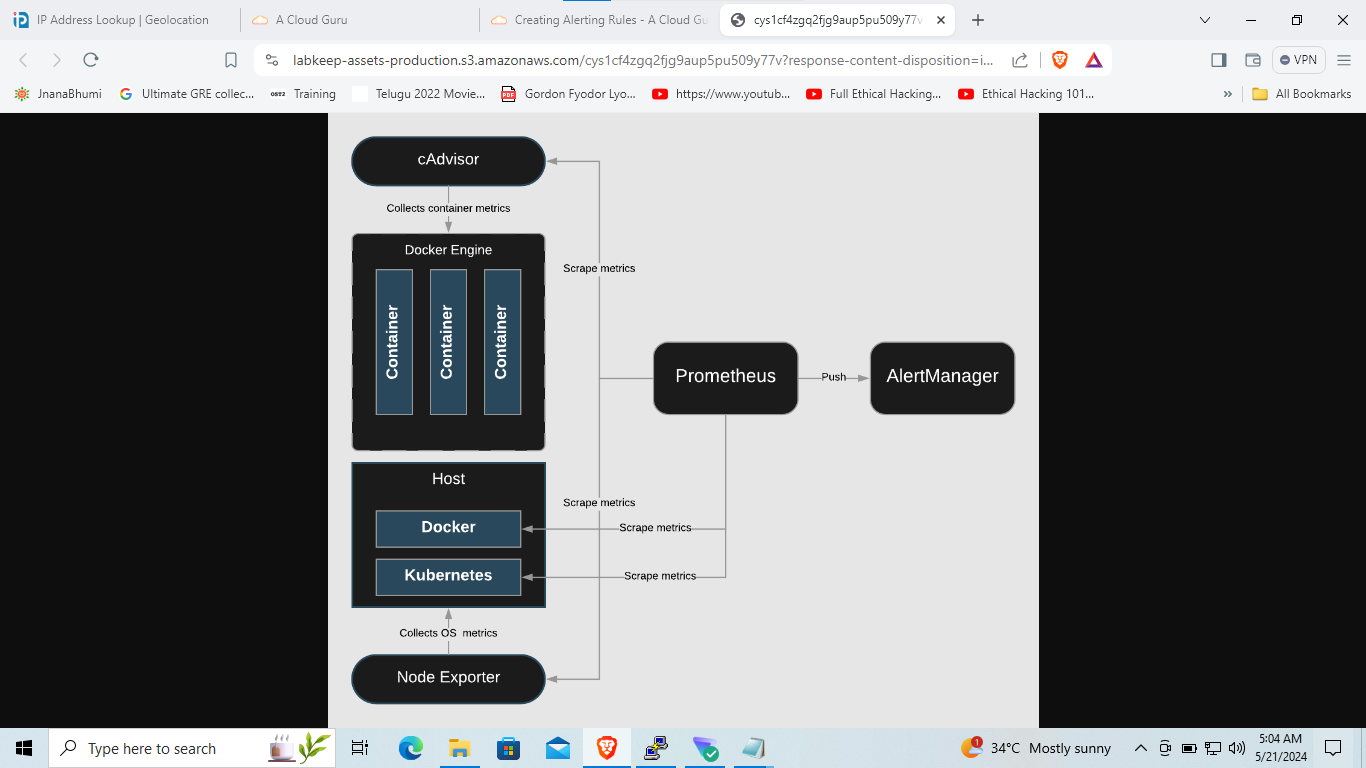 IP Address Lookup | Geolocation
A Cloud Guru
Creating Alerting Rules - A Cloud Gu
cys1cf4zgq2fjg9aup5pu509y77v
labkeep-assets-production.s3.amazonaws.com/cys1cf4zgq2fjg9aup5pu509y77v?response-content-disposition=i...
VPN
JnanaBhumi
Ultimate GRE collec...
Training
Telugu 2022 Movie...
PDF
Gordon Fyodor Lyo...
https://www.youtub...
Full Ethical Hacking...
Ethical Hacking 101...
»
All Bookmarks
cAdvisor
Collects container metrics
Docker Engine
Container
Container
Container
Scrape metrics
Prometheus
Push
AlertManager
Host
Scrape metrics
Docker
Scrape metrics
Kubernetes
Scrape metrics
Collects OS metrics
Node Exporter
Type here to search
1
34°C Mostly sunny
5:04 AM
5/21/2024